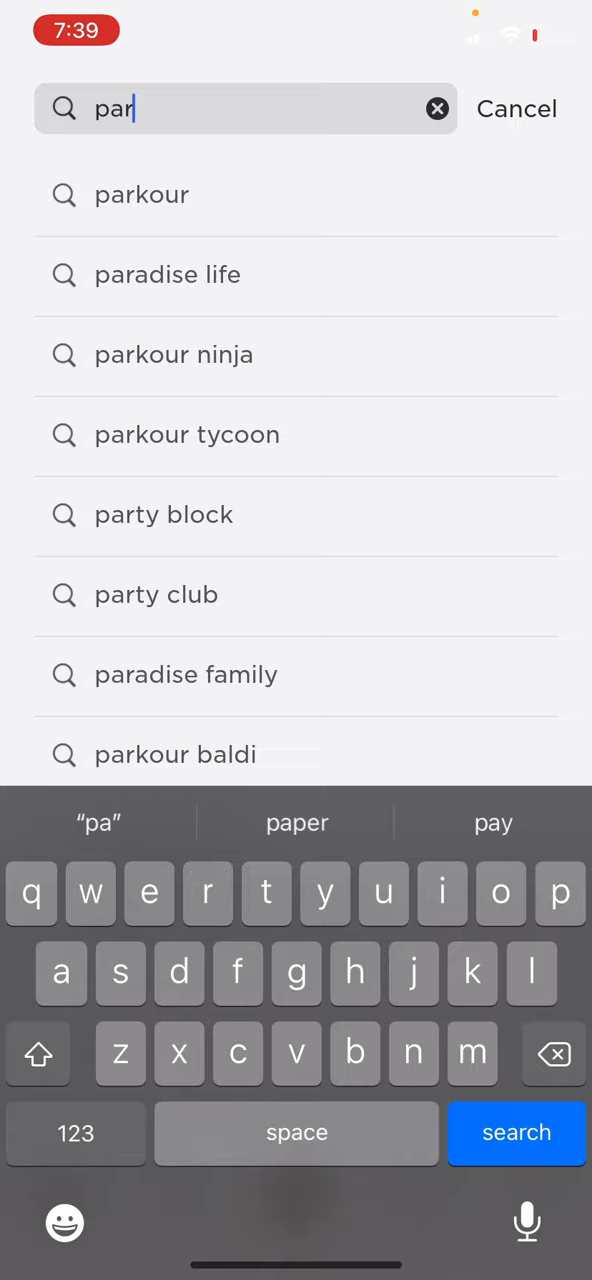 7:39
par Cancel
parkour
paradise life
parkour ninja
parkour tycoon
party block
party club
paradise family
parkour baldi
“pa” paper pay
q w e r t y u i o p
a s d f g h j k l
z x c v b n m
123 space search